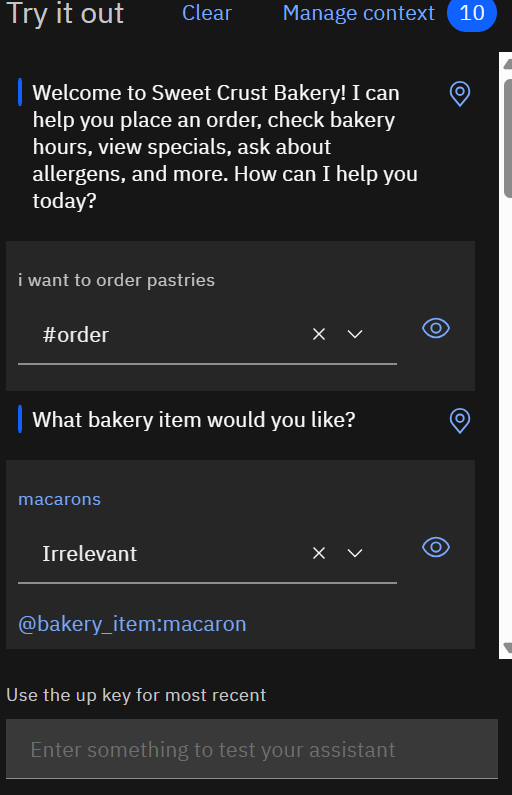 Try it out Clear Manage context 10
Welcome to Sweet Crust Bakery! I can
help you place an order, check bakery
hours, view specials, ask about
allergens, and more. How can I help you
today?
i want to order pastries
#order
What bakery item would you like?
macarons
Irrelevant
@bakery_item:macaron
Use the up key for most recent
Enter something to test your assistant